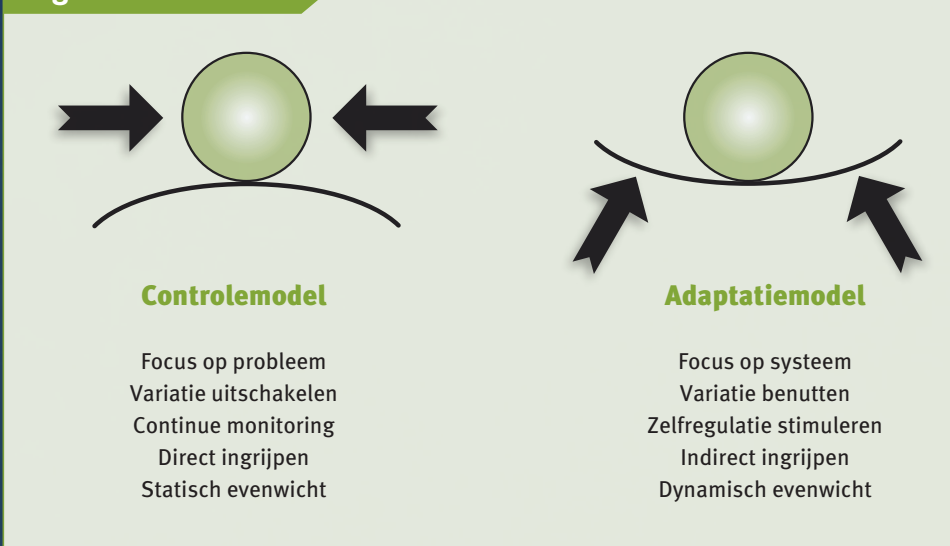 Controlemodel
Focus op probleem
Variatie uitschakelen
Continue monitoring
Direct ingrijpen
Statisch evenwicht
Adaptatiemodel
Focus op systeem
Variatie benutten
Zelfregulatie stimuleren
Indirect ingrijpen
Dynamisch evenwicht